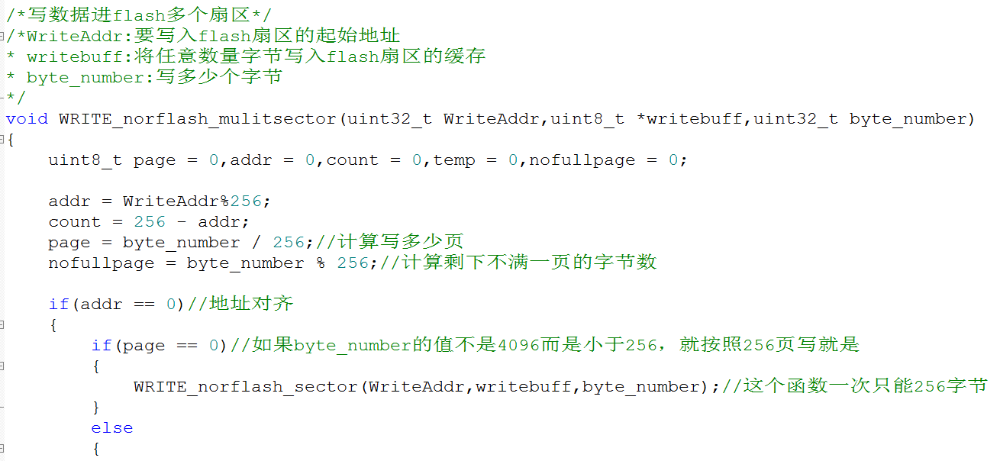 /*写数据进flash多个扇区*/
/*WriteAddr:要写入flash扇区的起始地址
* writebuff:将任意数量字节写入flash扇区的缓存
* byte_number:写多少个字节
*/
void WRITE_norflash_mulitsector(uint32_t WriteAddr,uint8_t *writebuff,uint32_t byte_number)
{
    uint8_t page = 0,addr = 0,count = 0,temp = 0,nofullpage = 0;
    addr = WriteAddr%256;
    count = 256 - addr;
    page = byte_number / 256;//计算写多少页
    nofullpage = byte_number % 256;//计算剩下不满一页的字节数
    if(addr == 0)//地址对齐
    {
        if(page == 0)//如果byte_number的值不是4096而是小于256，就按照256页写就是
        {
            WRITE_norflash_sector(WriteAddr,writebuff,byte_number);//这个函数一次只能256字节
        }
        else
        {